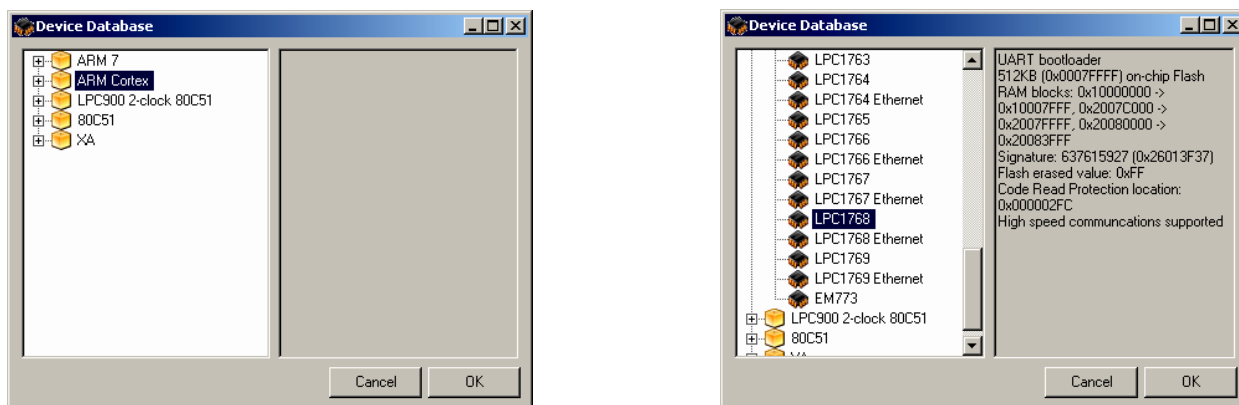 Device Database
ARM 7
ARM Cortex
LPC900 2-clock 80C51
80C51
XA
Cancel
OK
Device Database
LPC1763
LPC1764
LPC1764 Ethernet
LPC1765
LPC1766
LPC1766 Ethernet
LPC1767
LPC1767 Ethernet
LPC1768
LPC1768 Ethernet
LPC1769
LPC1769 Ethernet
EM773
LPC900 2-clock 80C51
80C51
XA
UART bootloader
512KB (0x0007FFFF) on-chip Flash
RAM blocks: 0x10000000 ->
0x10007FFF, 0x2007C000 ->
0x2007FFFF, 0x20080000 ->
0x20083FFF
Signature: 637615927 (0x26013F37)
Flash erased value: 0xFF
Code Read Protection location:
0x000002FC
High speed communcations supported
Cancel
OK